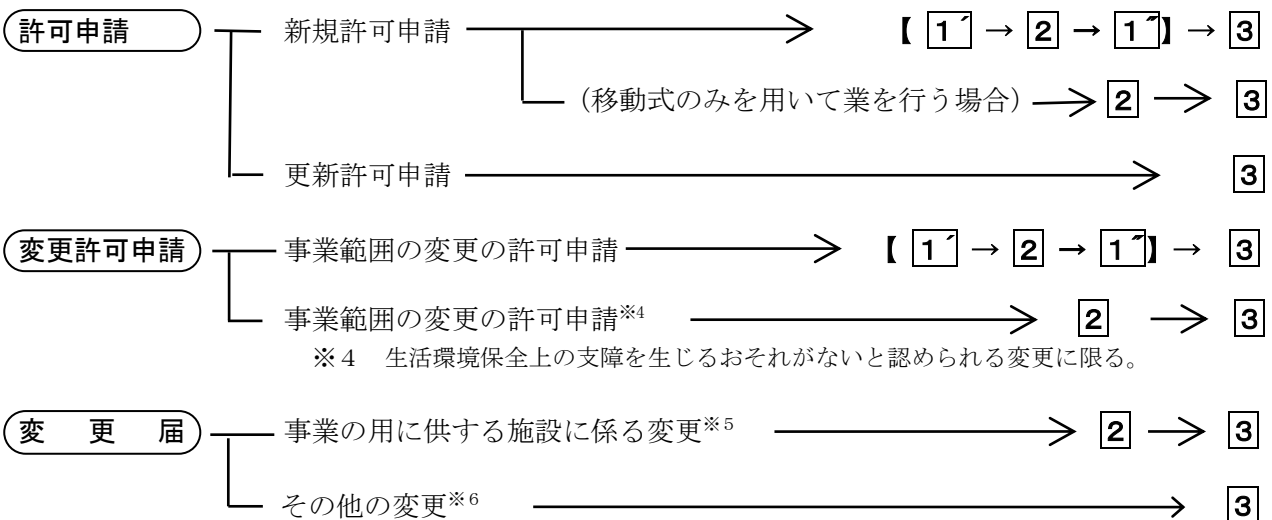 許可申請 新規許可申請 【 1´ → 2 → 1˝】 → 3
(移動式のみを用いて業を行う場合) 2 3
更新許可申請 3
変更許可申請 事業範囲の変更の許可申請 【 1´ → 2 → 1˝】 → 3
事業範囲の変更の許可申請※4 2 3
※4 生活環境保全上の支障を生じるおそれがないと認められる変更に限る。
変更届 事業の用に供する施設に係る変更※5 2 3
その他の変更※6 3